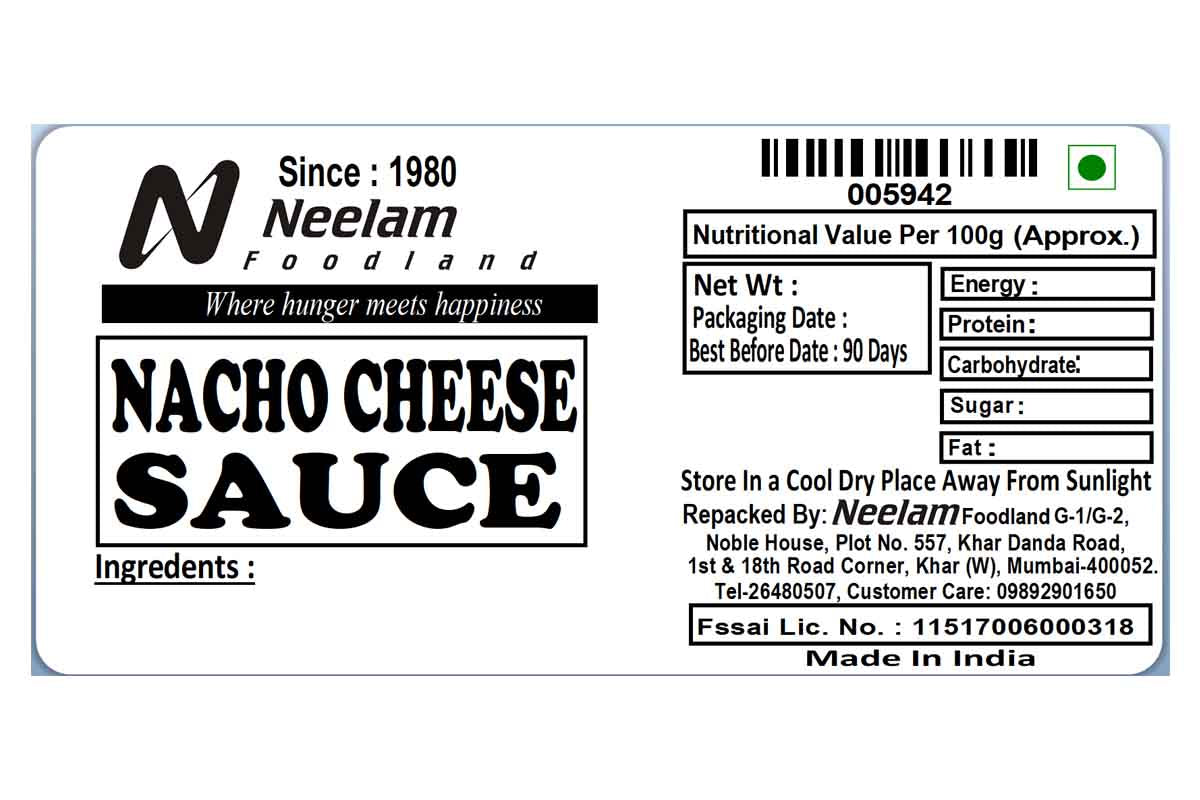 Since : 1980
Neelam
Foodland
Where hunger meets happiness
NACHO CHEESE
SAUCE
Ingredents :
005942
Nutritional Value Per 100g (Approx.)
Net Wt :
Packaging Date :
Best Before Date : 90 Days
Energy :
Protein :
Carbohydrate:
Sugar :
Fat :
Store In a Cool Dry Place Away From Sunlight
Repacked By: Neelam Foodland G-1/G-2,
Noble House, Plot No. 557, Khar Danda Road,
1st & 18th Road Corner, Khar (W), Mumbai-400052.
Tel-26480507, Customer Care: 09892901650
Fssai Lic. No. : 11517006000318
Made In India